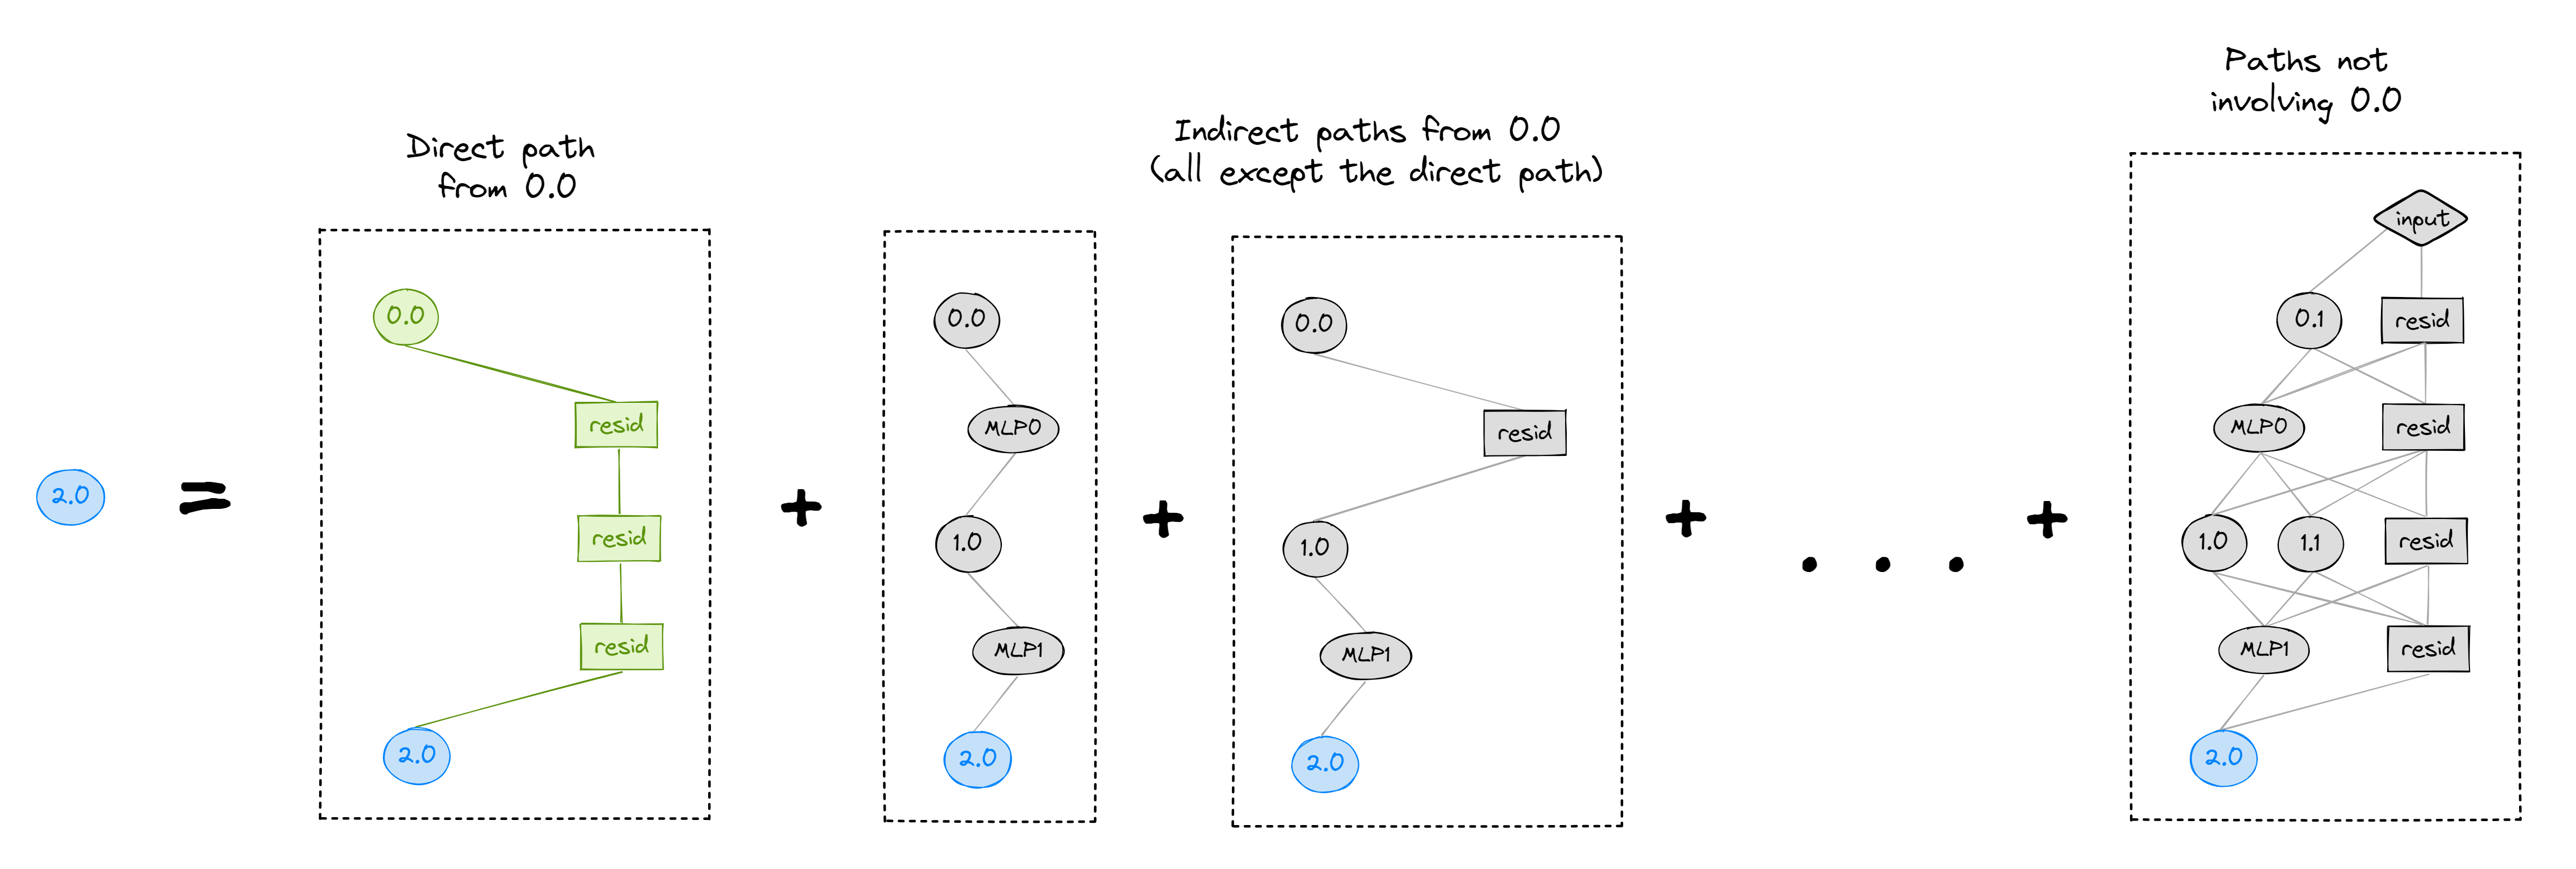 2.0
=
Direct path
from 0.0
0.0
resid
resid
resid
2.0
+
Indirect paths from 0.0
(all except the direct path)
0.0
MLP0
1.0
MLP1
2.0
+
0.0
resid
1.0
MLP1
2.0
+
. . .
+
Paths not
involving 0.0
input
0.1 resid
MLP0 resid
1.0 1.1 resid
MLP1 resid
2.0